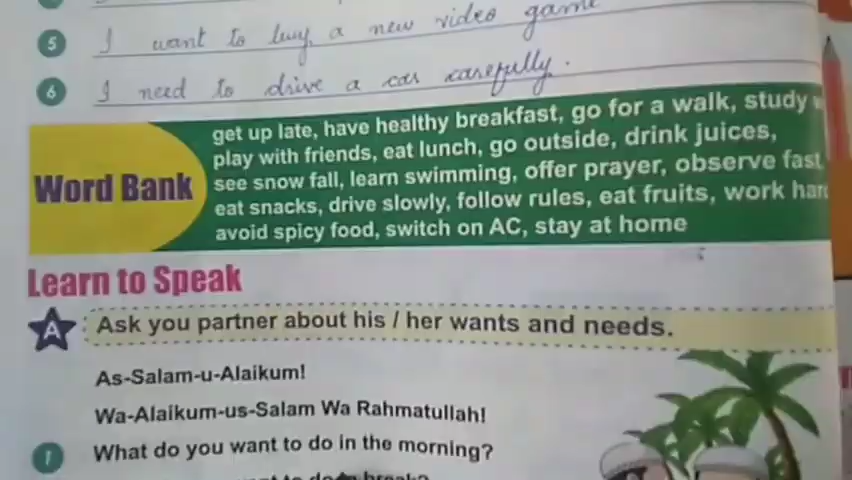 5 I want to buy a new video game
6 I need to drive a car carefully.
Word Bank
get up late, have healthy breakfast, go for a walk, study
play with friends, eat lunch, go outside, drink juices,
see snow fall, learn swimming, offer prayer, observe fast
eat snacks, drive slowly, follow rules, eat fruits, work hard
avoid spicy food, switch on AC, stay at home
Learn to Speak
A Ask you partner about his / her wants and needs.
As-Salam-u-Alaikum!
Wa-Alaikum-us-Salam Wa Rahmatullah!
1 What do you want to do in the morning?